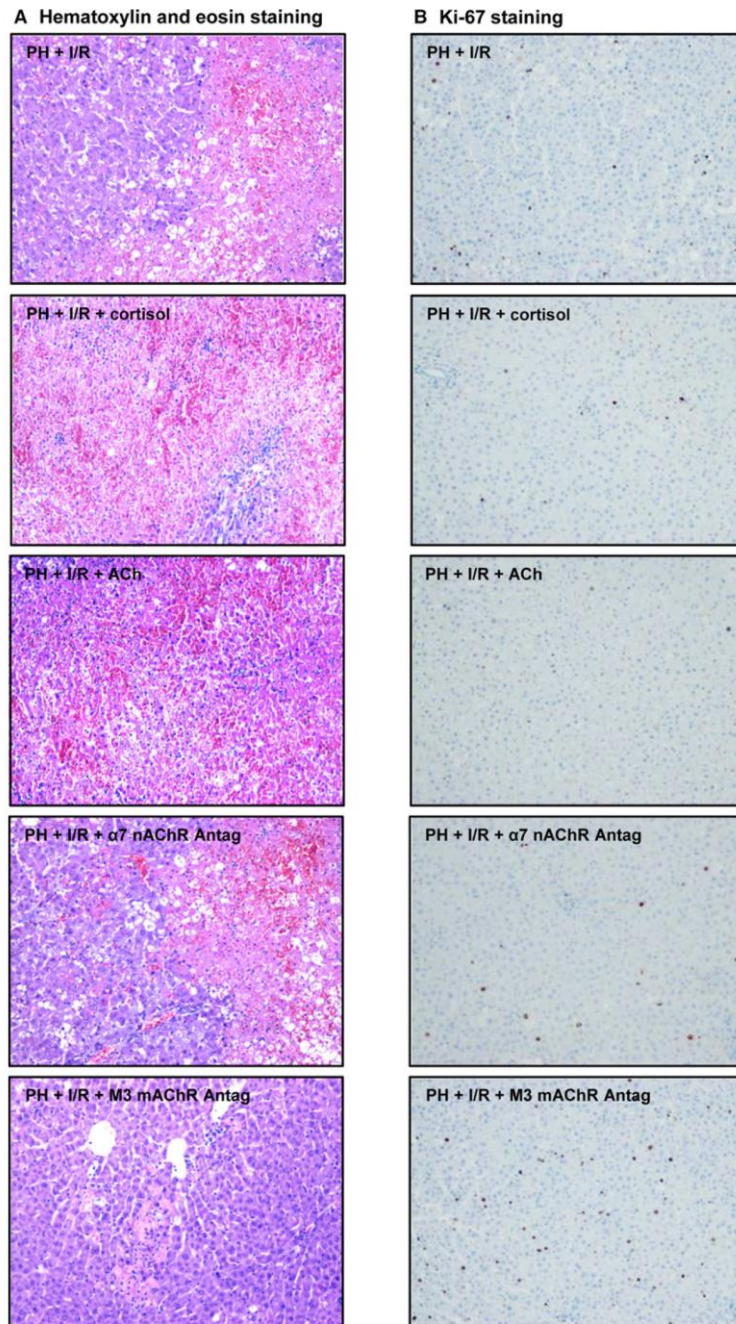 A Hematoxylin and eosin staining
B Ki-67 staining
PH + I/R
PH + I/R
PH + I/R + cortisol
PH + I/R + cortisol
PH + I/R + ACh
PH + I/R + ACh
PH + I/R + α7 nAChR Antag
PH + I/R + α7 nAChR Antag
PH + I/R + M3 mAChR Antag
PH + I/R + M3 mAChR Antag